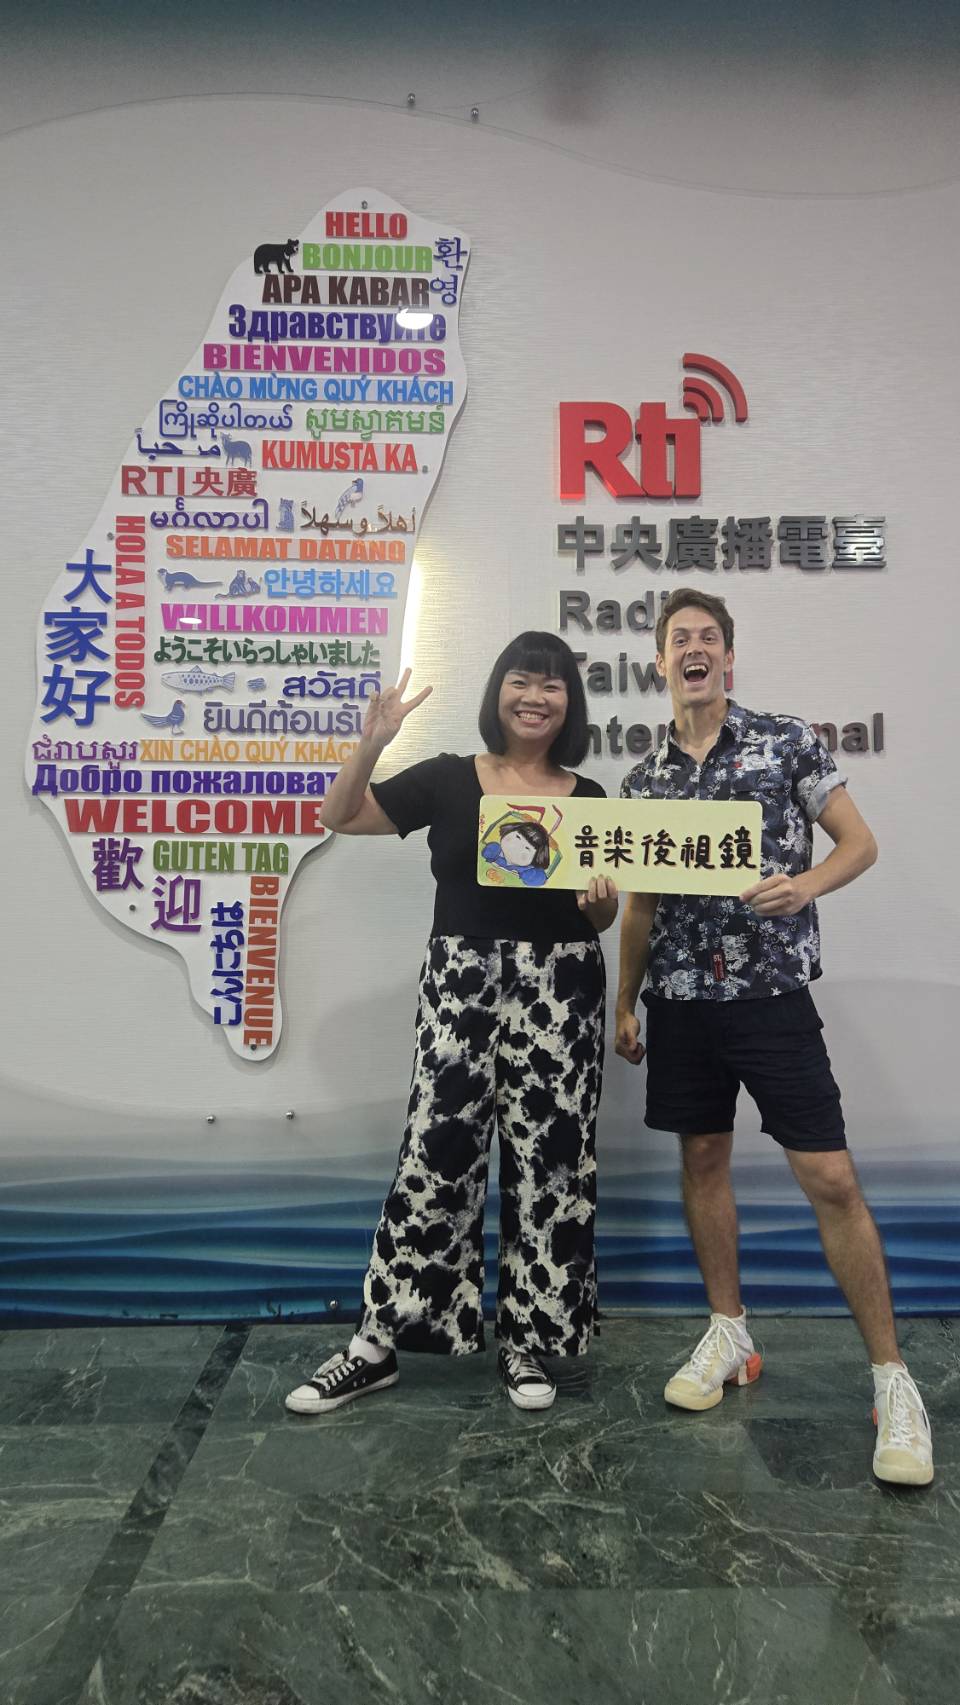 HELLO
BONJOUR
환영
APA KABAR
Здравствуйте
BIENVENIDOS
CHÀO MỪNG QUÝ KHÁCH
ကြိုဆိုပါတယ်
សូមស្វាគមន៍
مرحباً
KUMUSTA KA
RTI央廣
မင်္ဂလာပါ
أهلاً وسهلاً
SELAMAT DATANG
안녕하세요
WILLKOMMEN
ようこそいらっしゃいました
สวัสดี
ยินดีต้อนรับ
HOLA A TODOS
大家好
ជំរាបសួរ
XIN CHÀO QUÝ KHÁCH
Добро пожаловать
WELCOME
歡迎
GUTEN TAG
BIENVENUE
こんにちは
Rti
中央廣播電臺
Radio
Taiwan
International
音楽後視鏡